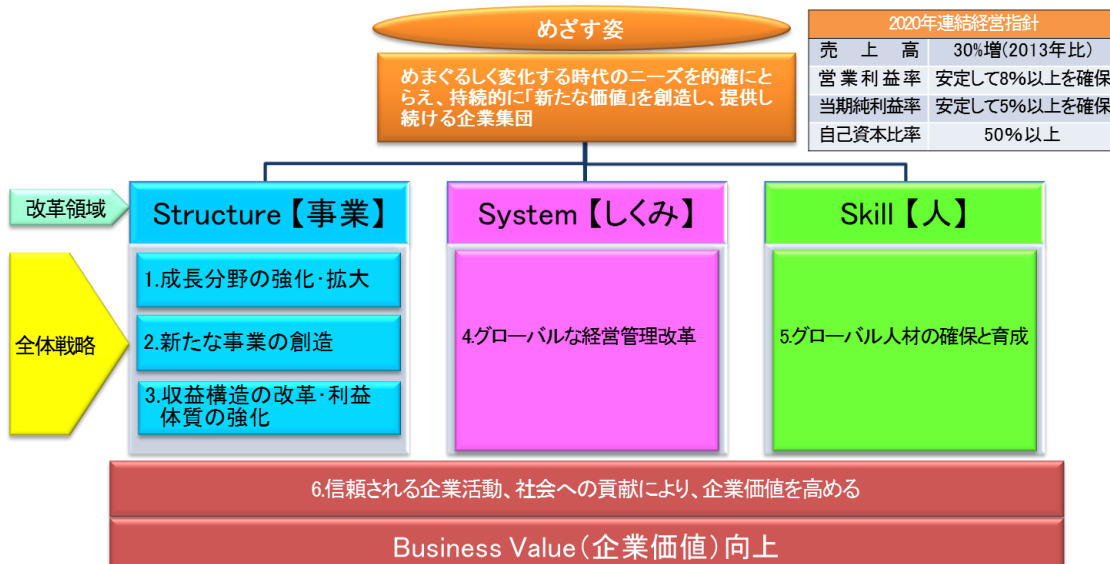 めざす姿
めまぐるしく変化する時代のニーズを的確にと
らえ、持続的に「新たな価値」を創造し、提供し
続ける企業集団
2020年連結経営指針
売上高 30%増(2013年比)
営業利益率 安定して8%以上を確保
当期純利益率 安定して5%以上を確保
自己資本比率 50%以上
改革領域
Structure【事業】
System【しくみ】
Skill【人】
全体戦略
1.成長分野の強化・拡大
2.新たな事業の創造
3.収益構造の改革・利益
体質の強化
4.グローバルな経営管理改革
5.グローバル人材の確保と育成
6.信頼される企業活動、社会への貢献により、企業価値を高める
Business Value(企業価値)向上